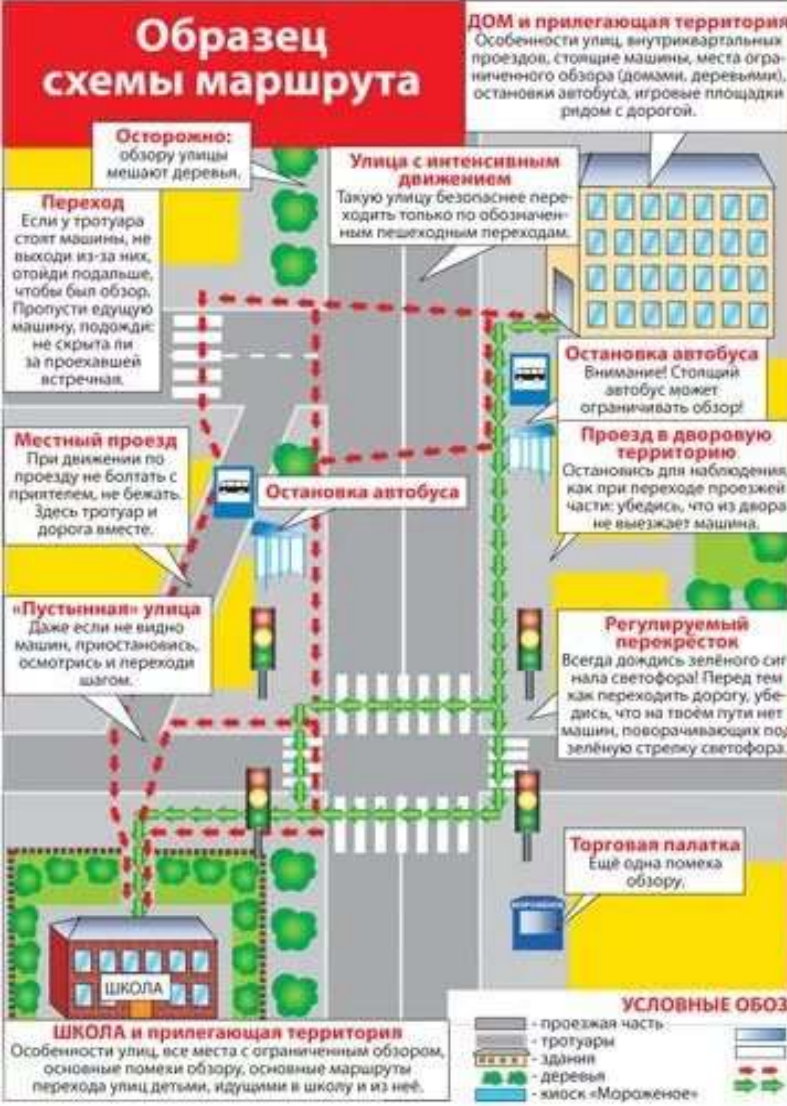 Образец
схемы маршрута
ДОМ и прилегающая территория
Особенности улиц, внутриквартальных
проездов, стоящие машины, места огра-
ниченного обзора (домами, деревьями),
остановки автобуса, игровые площадки
рядом с дорогой.
Осторожно:
обзору улицы
мешают деревья.
Улица с интенсивным
движением
Такую улицу безопаснее пере-
ходить только по обозначен-
ным пешеходным переходам.
Переход
Если у тротуара
стоят машины, не
выходи из-за них,
отойди подальше,
чтобы был обзор.
Пропусти едущую
машину, подожди:
не скрыта ли
за проехавшей
встречная.
Остановка автобуса
Внимание! Стоящий
автобус может
ограничивать обзор!
Местный проезд
При движении по
проезду не болтать с
приятелем, не бежать.
Здесь тротуар и
дорога вместе.
Остановка автобуса
Проезд в дворовую
территорию
Остановись для наблюдения,
как при переходе проезжей
части: убедись, что из двора
не выезжает машина.
«Пустынная» улица
Даже если не видно
машин, приостановись,
осмотрись и переходи
шагом.
Регулируемый
перекрёсток
Всегда дождись зелёного сиг-
нала светофора! Перед тем
как переходить дорогу, убе-
дись, что на твоём пути нет
машин, поворачивающих под
зелёную стрелку светофора.
Торговая палатка
Ещё одна помеха
обзору.
МОРОЖЕНОЕ
ШКОЛА
ШКОЛА и прилегающая территория
Особенности улиц, все места с ограниченным обзором,
основные помехи обзору, основные маршруты
перехода улиц детьми, идущими в школу и из неё.
УСЛОВНЫЕ ОБОЗ
- проезжая часть
- тротуары
- здания
- деревья
- киоск «Мороженое»